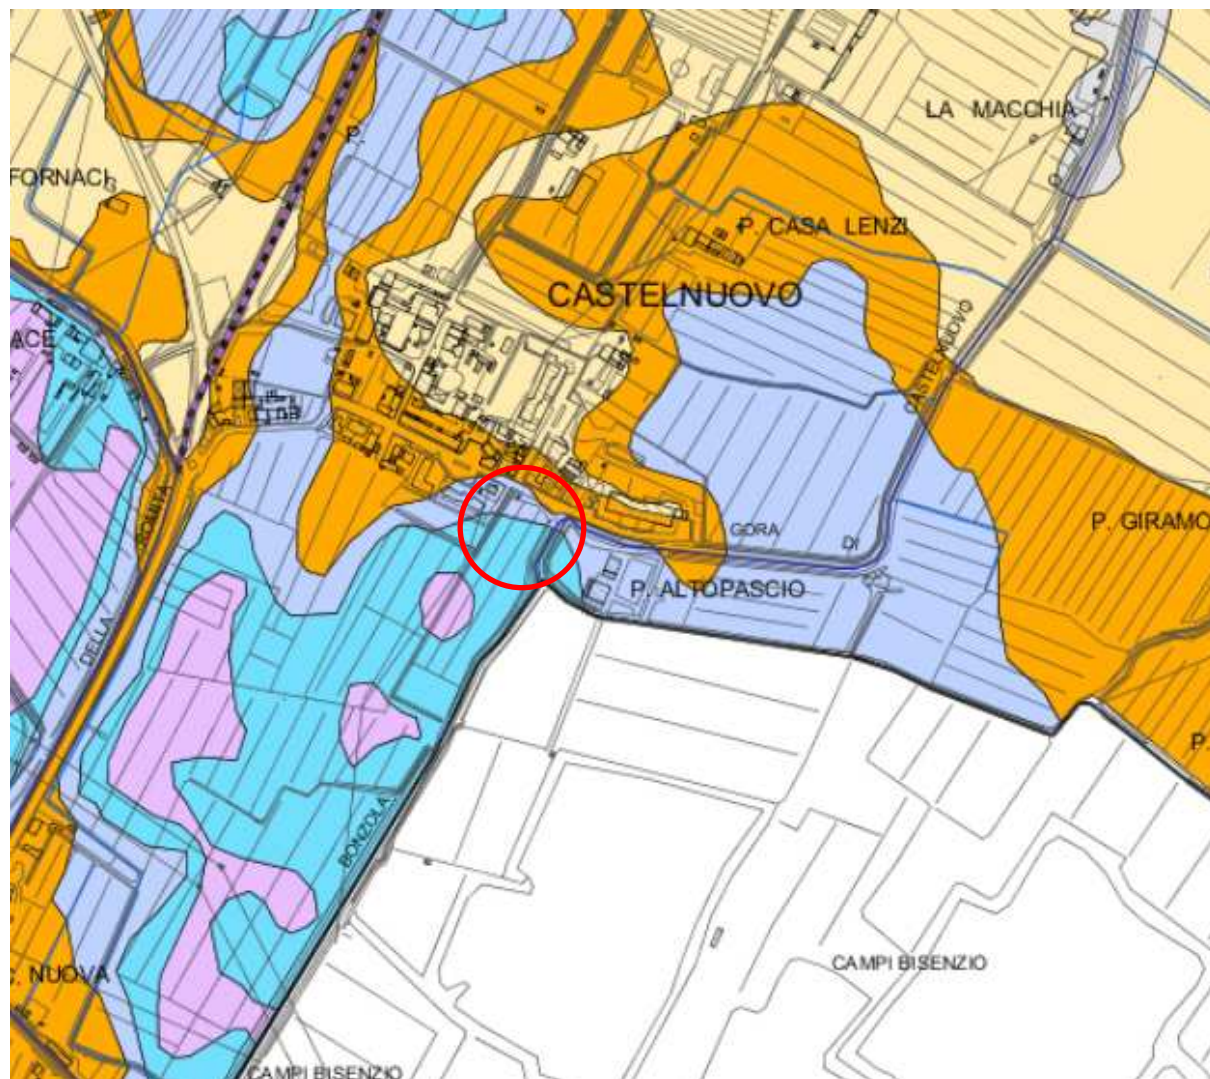 LA MACCHIA
P.
FORNACI
P. CASA LENZI
CASTELNUOVO
CASTELNUOVO
ACE
P. GIRAMO
GORA
DI
ROMITA
P. ALTOPASCIO
DELLA
P.
BONZOLA
CAMPI BISENZIO
C. NUOVA
CAMPI BISENZIO